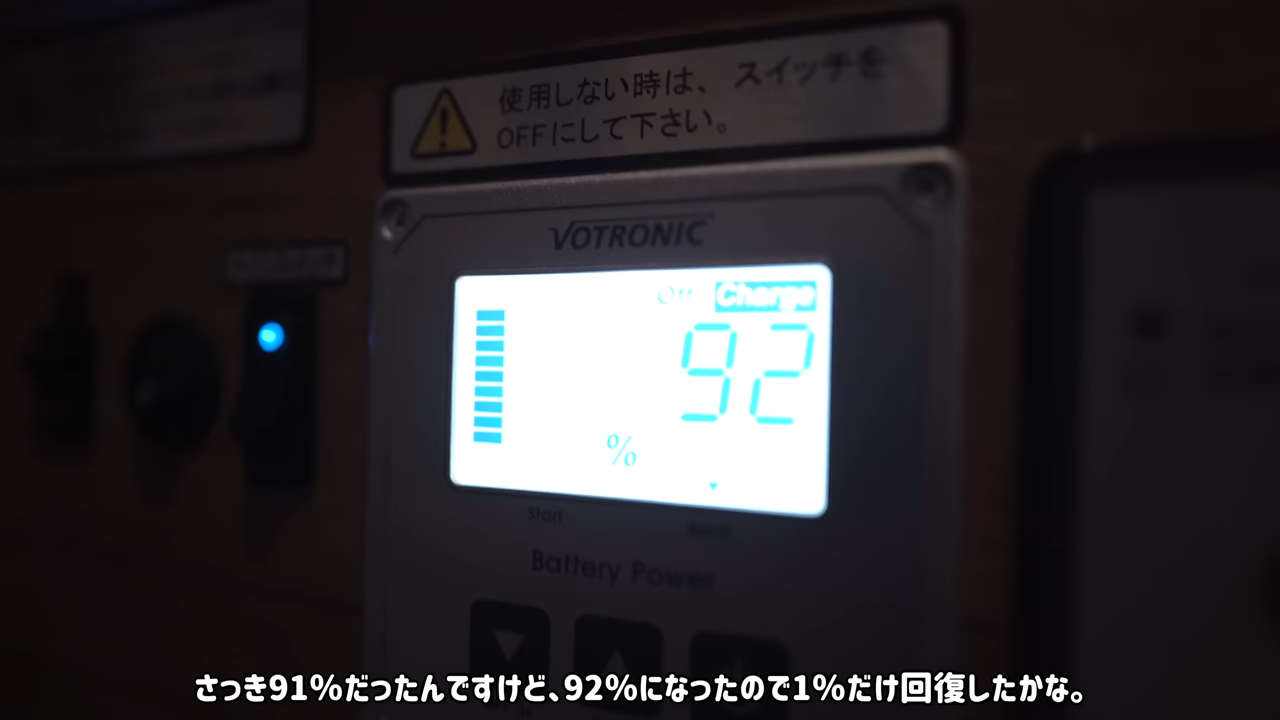 使用しない時は、スイッチを
OFFにして下さい。
VOTRONIC
Off Charge
92
%
Start
Battery Power
さっき91%だったんですけど、92%になったので1%だけ回復したかな。